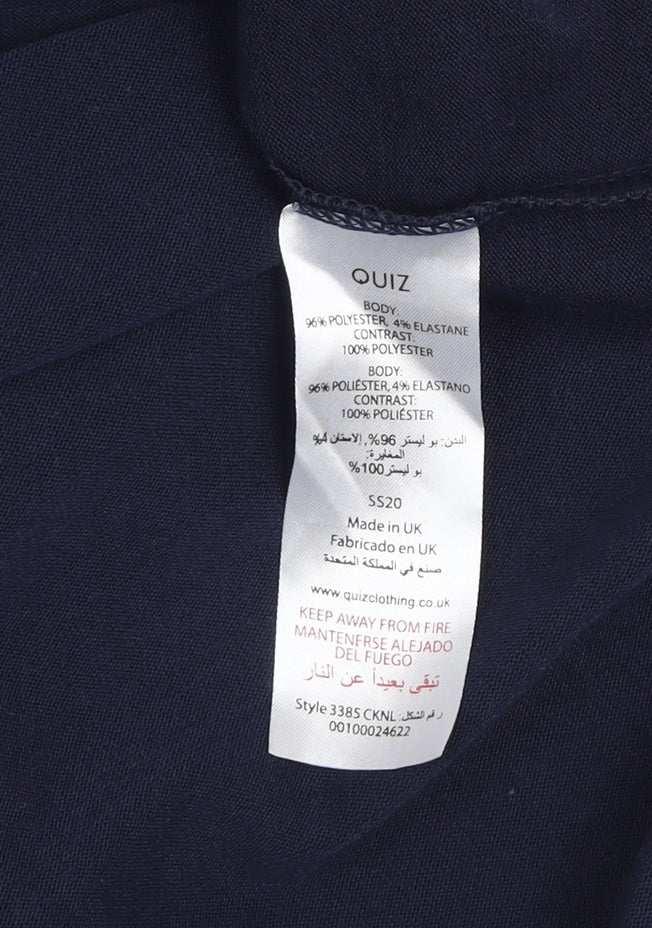 QUIZ
BODY:
96% POLYESTER, 4% ELASTANE
CONTRAST:
100% POLYESTER
BODY:
96% POLIÉSTER, 4% ELASTANO
CONTRAST:
100% POLIÉSTER
البدن: بو ليستر 96%, إلاستان 4%
المغايرة:
بو ليستر 100%
SS20
Made in UK
Fabricado en UK
صنع في المملكة المتحدة
www.quizclothing.co.uk
KEEP AWAY FROM FIRE
MANTENERSE ALEJADO
DEL FUEGO
تبقى بعيداً عن النار
Style 3385 CKNL رقم الشكل:
00100024622